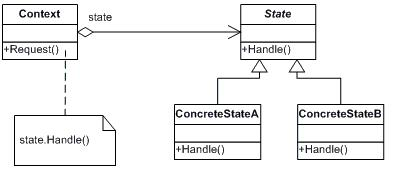 Context
+Request()
state
State
+Handle()
state.Handle()
ConcreteStateA
+Handle()
ConcreteStateB
+Handle()